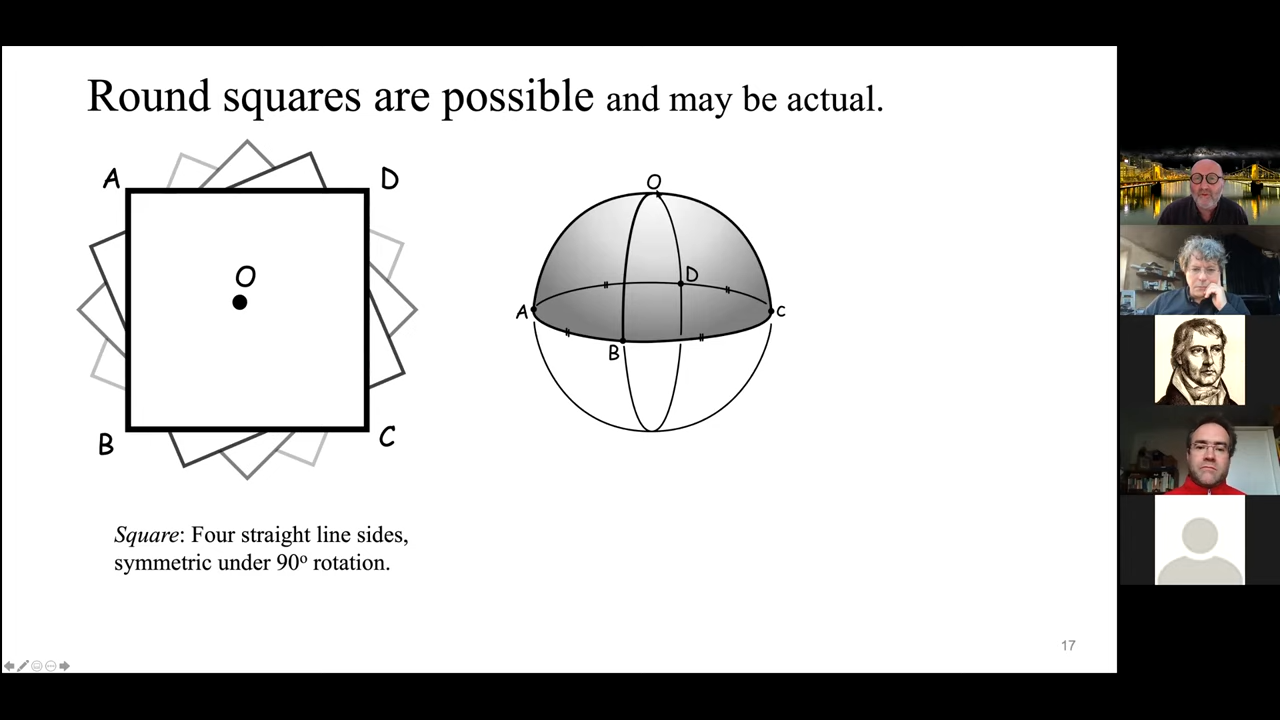 Round squares are possible and may be actual.
A
D
O
B
C
O
D
A
C
B
Square: Four straight line sides,
symmetric under 90º rotation.
17